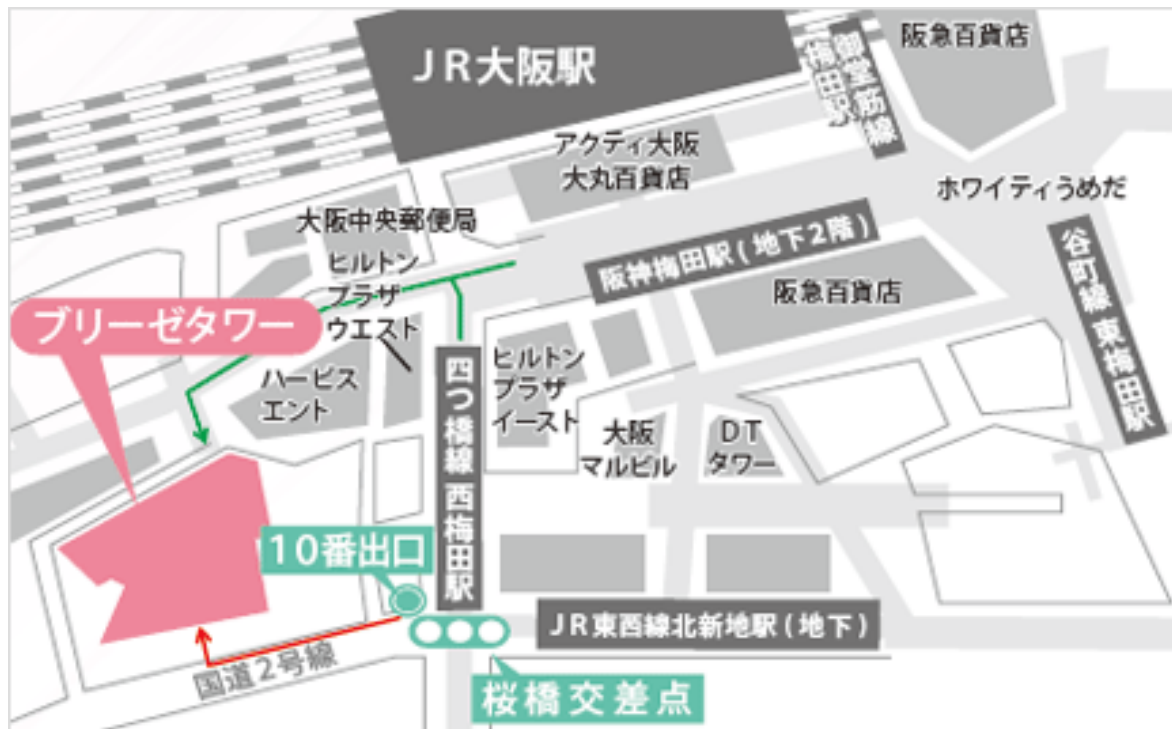 JR大阪駅
御堂筋線
梅田駅
阪急百貨店
アクティ大阪
大丸百貨店
ホワイティうめだ
大阪中央郵便局
ヒルトン
プラザ
ウエスト
阪神梅田駅(地下2階)
谷町線 東梅田駅
阪急百貨店
ブリーゼタワー
ハービス
エント
四つ橋線 西梅田駅
ヒルトン
プラザ
イースト
大阪
マルビル
DT
タワー
10番出口
JR東西線北新地駅(地下)
国道2号線
桜橋交差点